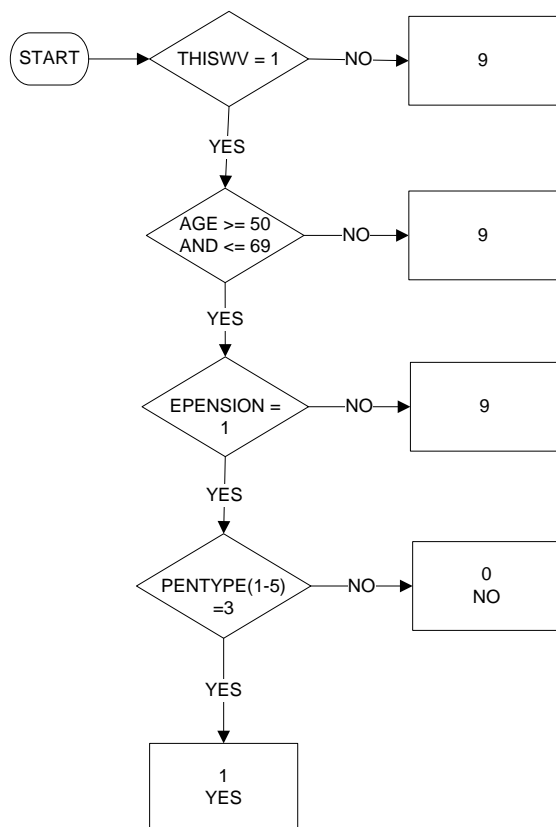 START
THISWV = 1
NO
9
YES
AGE >= 50
AND <= 69
NO
9
YES
EPENSION =
1
NO
9
YES
PENTYPE(1-5)
=3
NO
0
NO
YES
1
YES